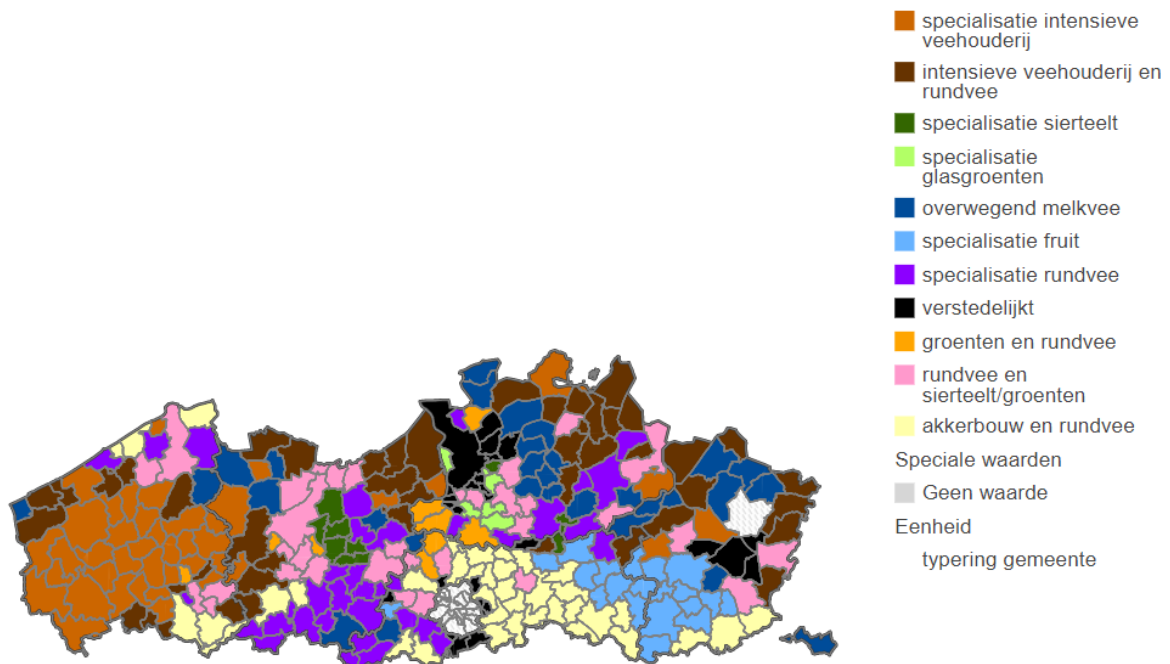 specialisatie intensieve
veehouderij
intensieve veehouderij en
rundvee
specialisatie sierteelt
specialisatie
glasgroenten
overwegend melkvee
specialisatie fruit
specialisatie rundvee
verstedelijkt
groenten en rundvee
rundvee en
sierteelt/groenten
akkerbouw en rundvee
Speciale waarden
Geen waarde
Eenheid
typering gemeente